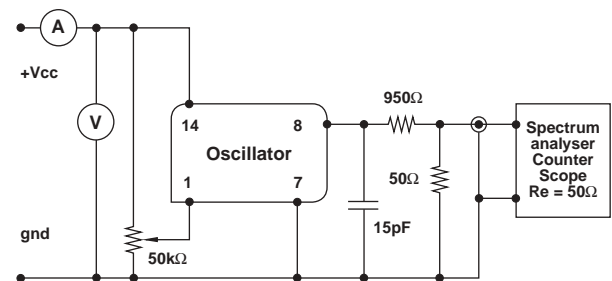 A
+Vcc
V
gnd
14
8
Oscillator
1
7
50kΩ
950Ω
50Ω
15pF
Spectrum
analyser
Counter
Scope
Re = 50Ω